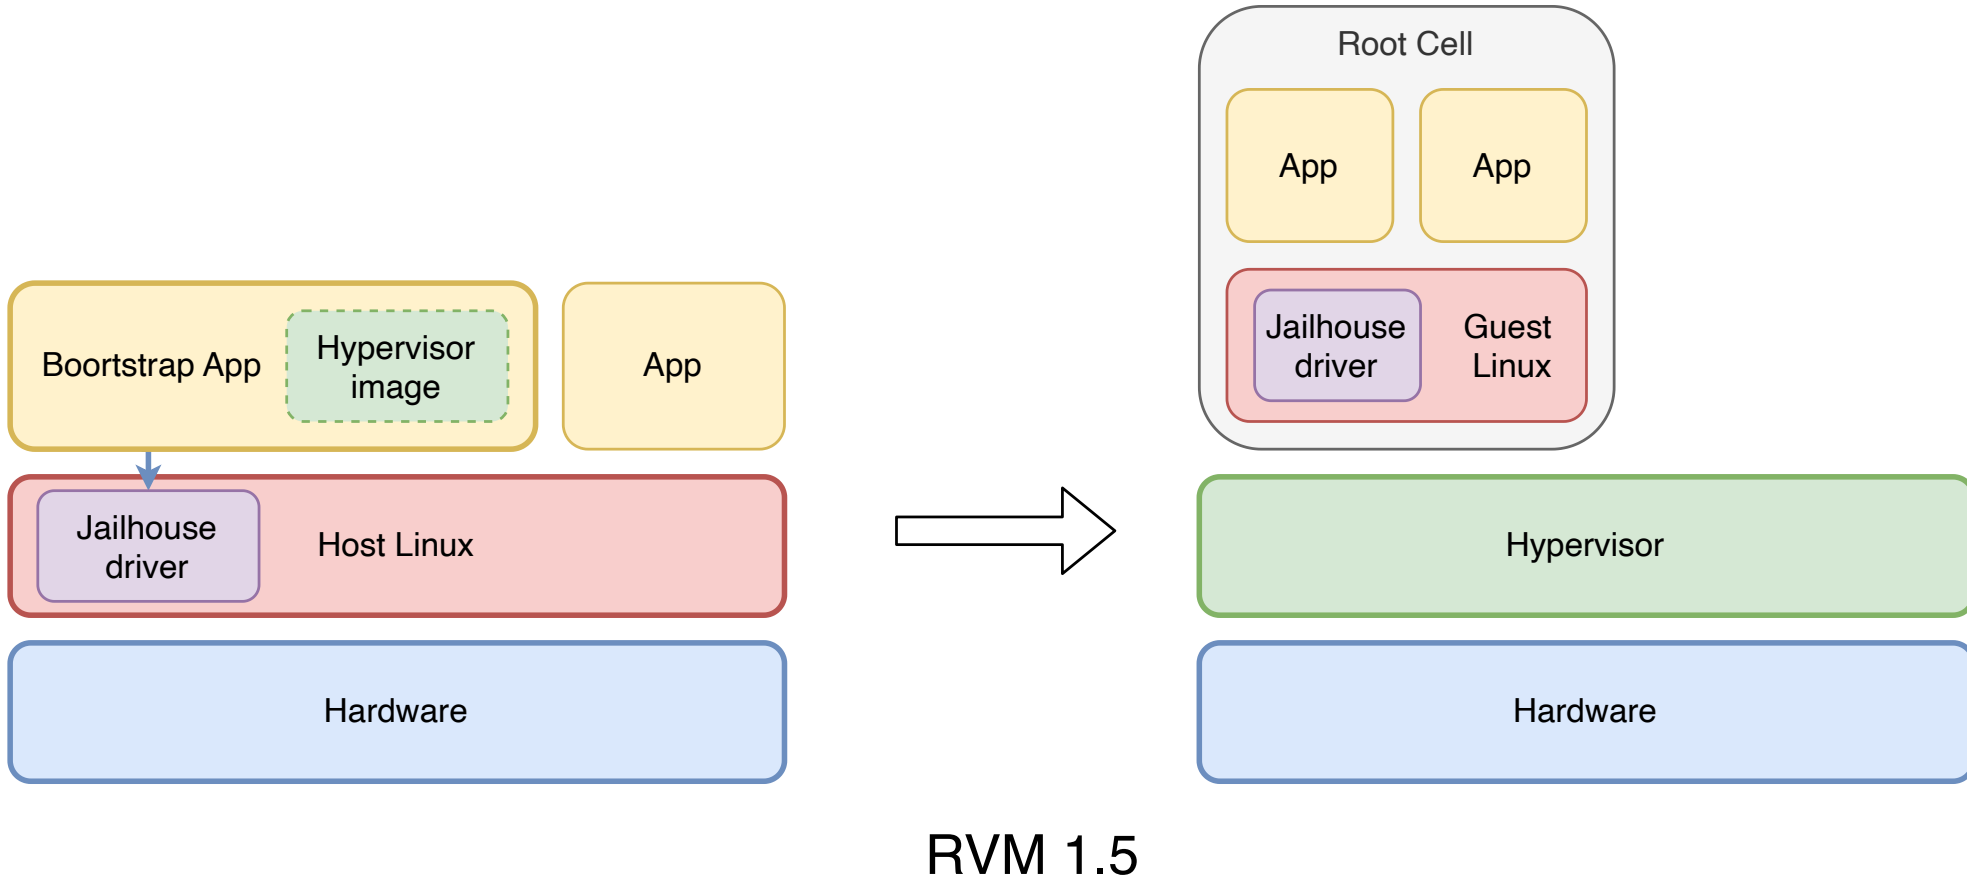 Boortstrap App
Hypervisor
image
App
Jailhouse
driver
Host Linux
Hardware
Root Cell
App
App
Jailhouse
driver
Guest
Linux
Hypervisor
Hardware
RVM 1.5